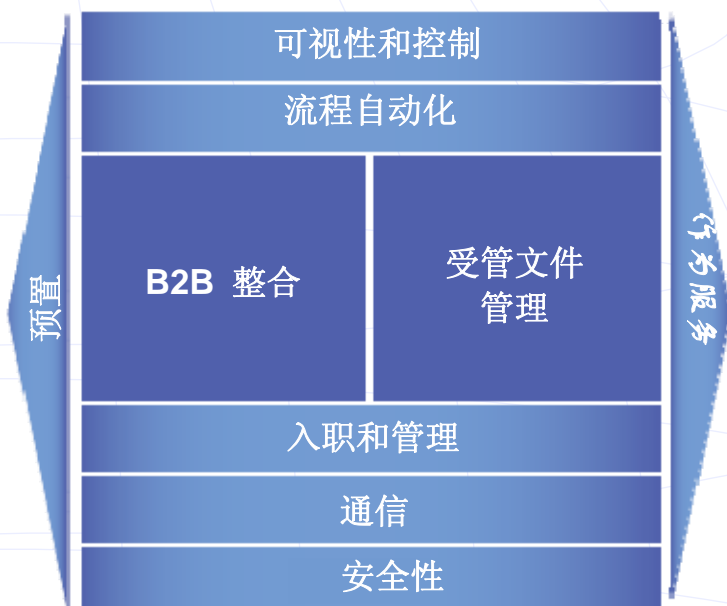 可视性和控制
流程自动化
B2B 整合
受管文件
管理
预置
作为服务
入职和管理
通信
安全性